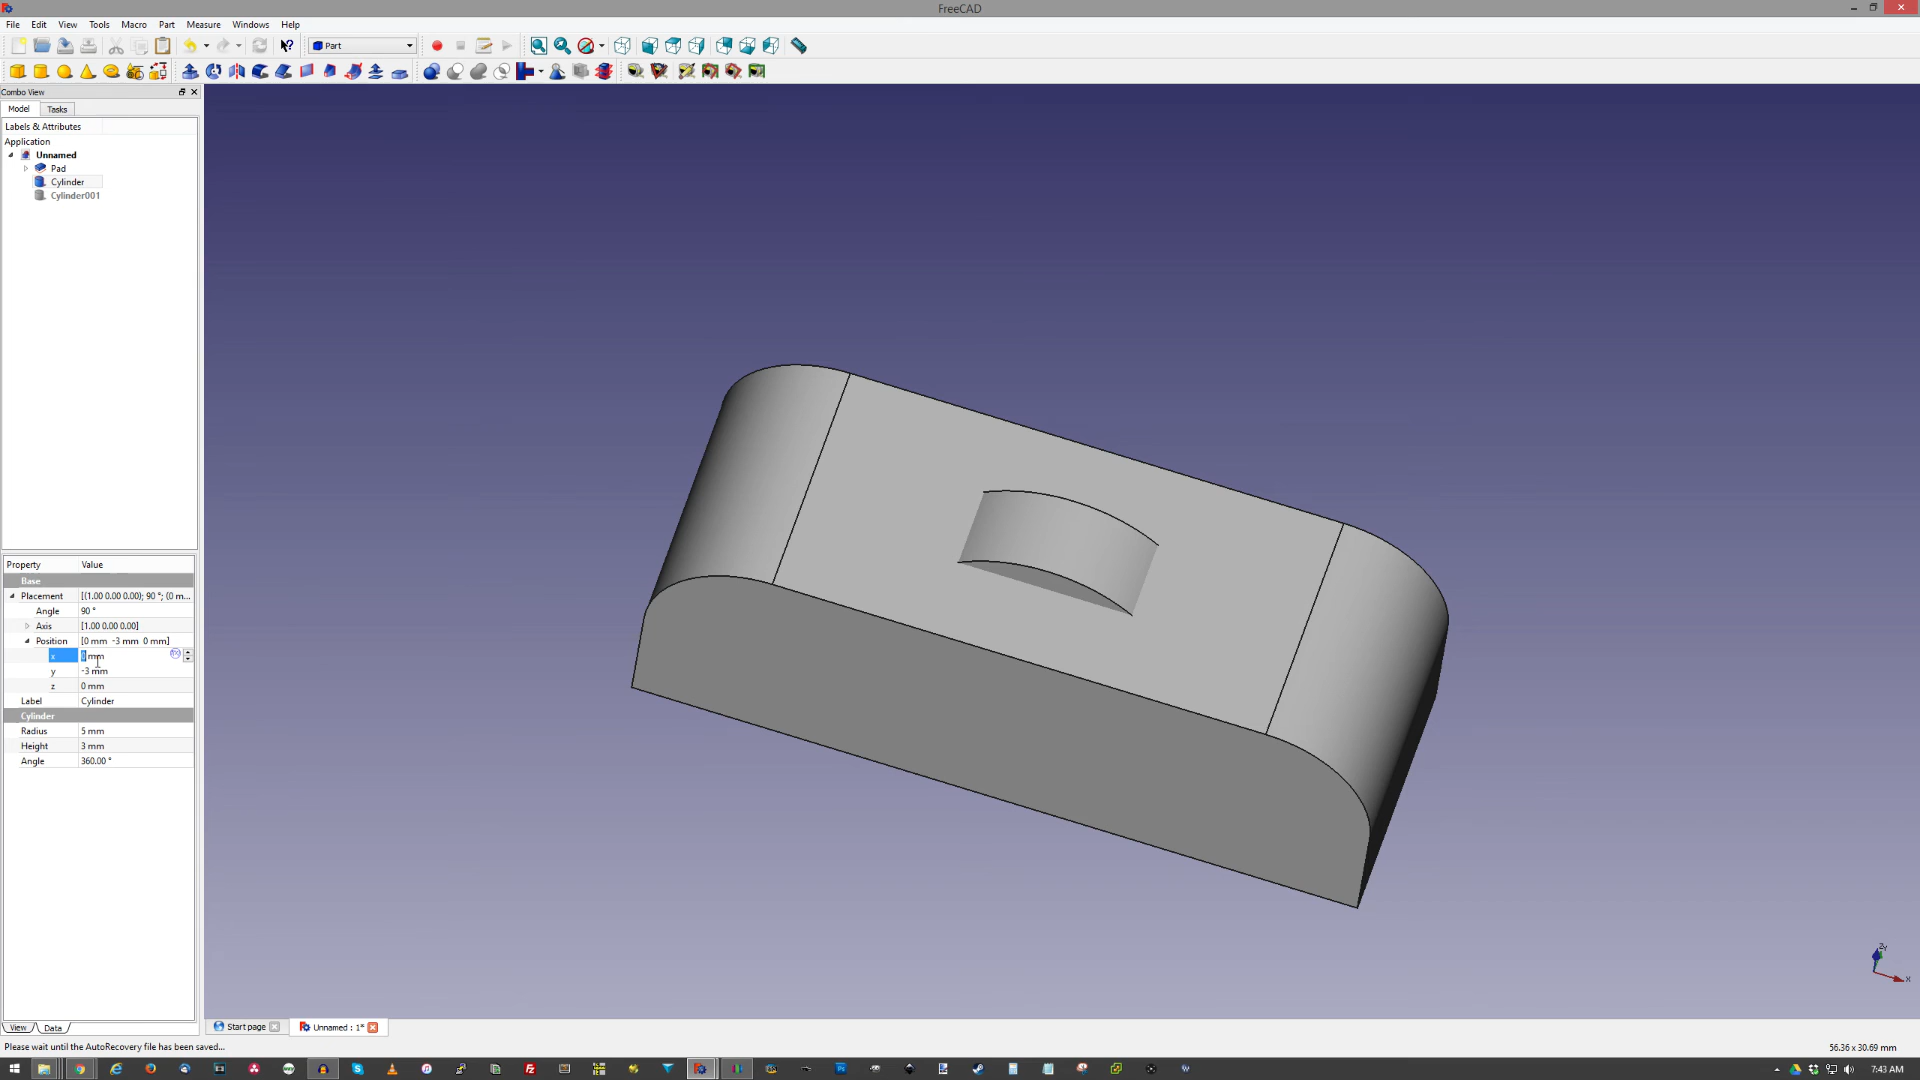 FreeCAD
File Edit View Tools Macro Part Measure Windows Help
Part
Combo View
Model Tasks
Labels & Attributes
Application
Unnamed
Pad
Cylinder
Cylinder001
Property Value
Base
Placement [(1.00 0.00 0.00); 90 °; (0 m...
Angle 90 °
Axis [1.00 0.00 0.00]
Position [0 mm -3 mm 0 mm]
x 0 mm
y -3 mm
z 0 mm
Label Cylinder
Cylinder
Radius 5 mm
Height 3 mm
Angle 360.00 °
View Data
Start page
Unnamed : 1*
Please wait until the AutoRecovery file has been saved...
56.36 x 30.69 mm
7:43 AM